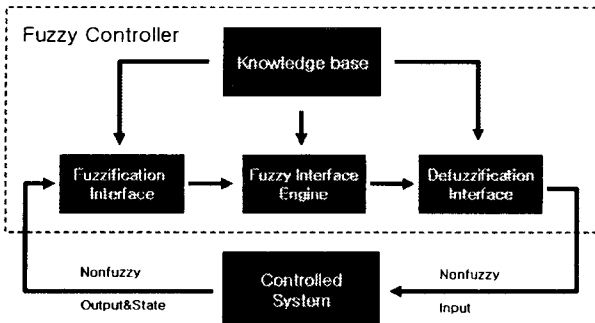 Fuzzy Controller
Knowledge base
Fuzzification
Interface
Fuzzy Interface
Engine
Defuzzification
Interface
Nonfuzzy
Output&State
Controlled
System
Nonfuzzy
Input